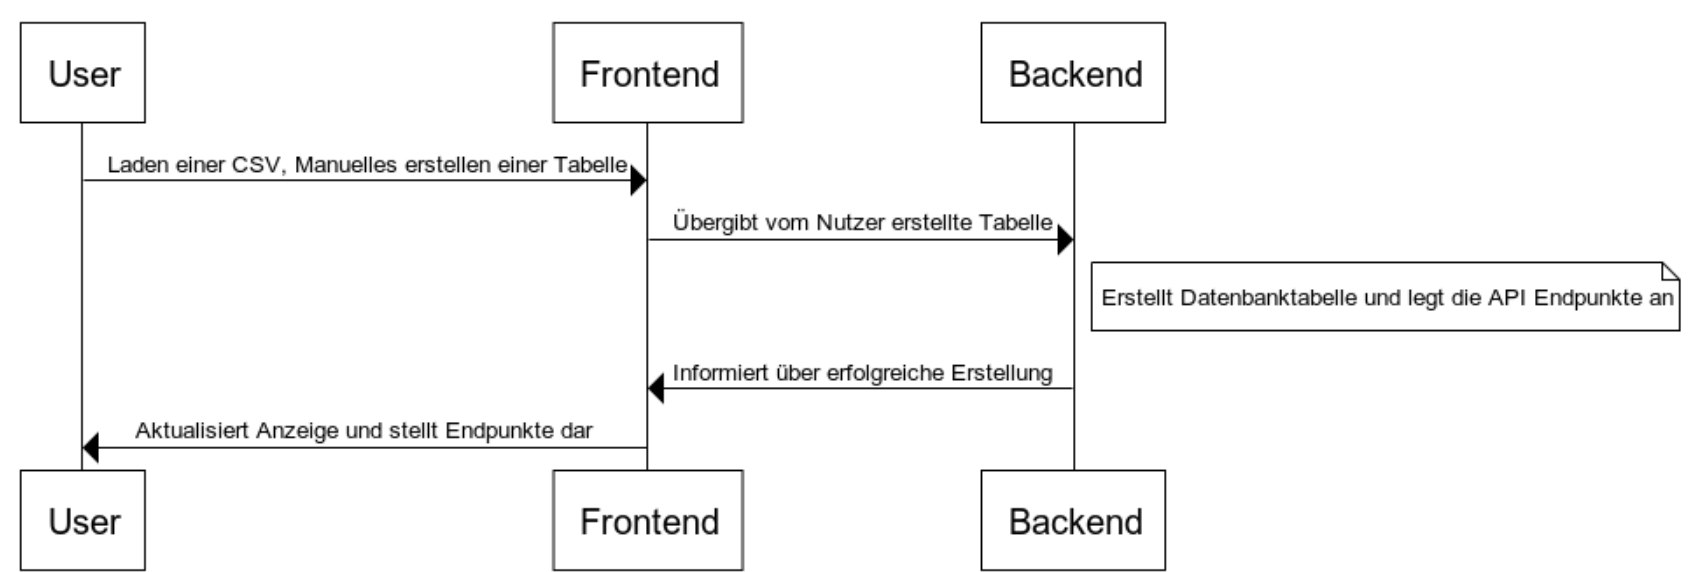 User
Frontend
Backend
Laden einer CSV, Manuelles erstellen einer Tabelle
Übergibt vom Nutzer erstellte Tabelle
Erstellt Datenbanktabelle und legt die API Endpunkte an
Informiert über erfolgreiche Erstellung
Aktualisiert Anzeige und stellt Endpunkte dar
User
Frontend
Backend